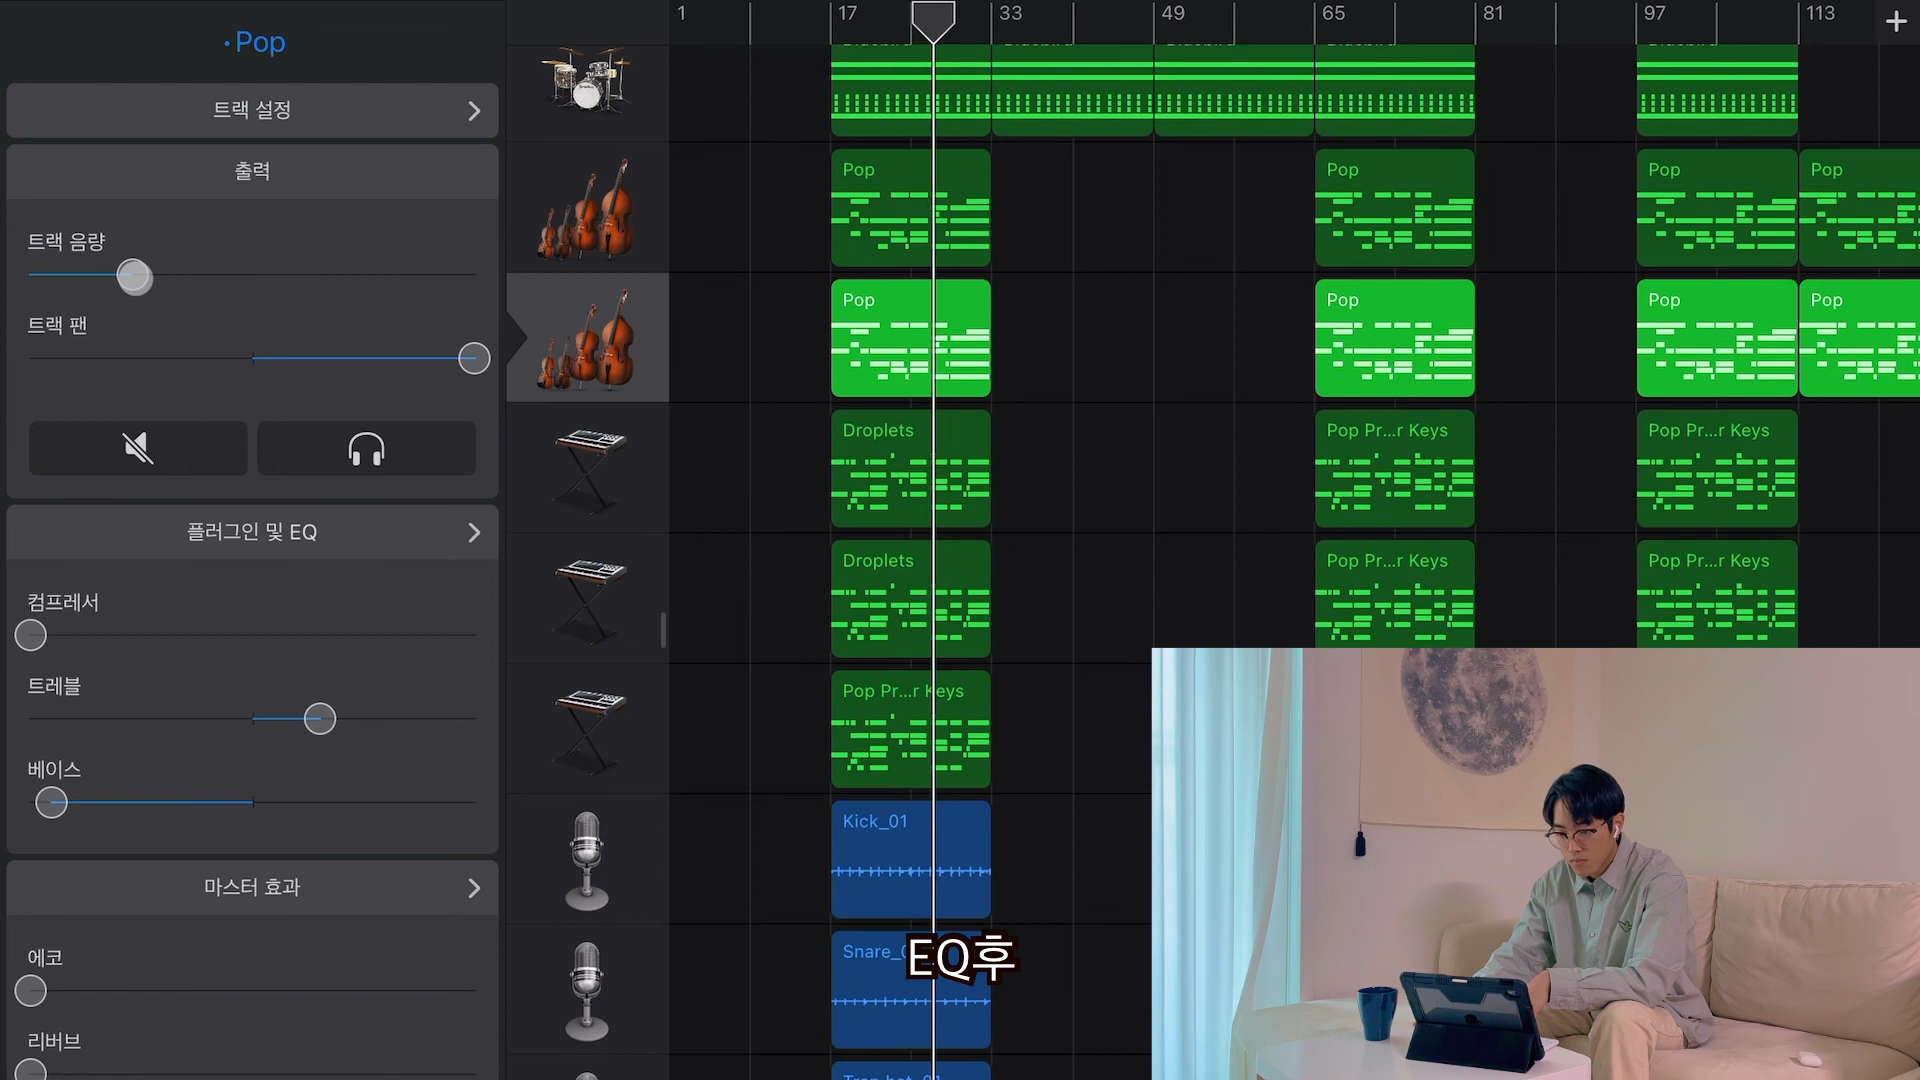 • Pop
트랙 설정
출력
트랙 음량
트랙 팬
플러그인 및 EQ
컴프레서
트레블
베이스
마스터 효과
에코
리버브
1 17 33 49 65 81 97 113
Pop Pop Pop Pop
Pop Pop Pop Pop
Droplets Pop Pr...r Keys Pop Pr...r Keys
Droplets Pop Pr...r Keys Pop Pr...r Keys
Pop Pr...r Keys
Kick_01
EQ후